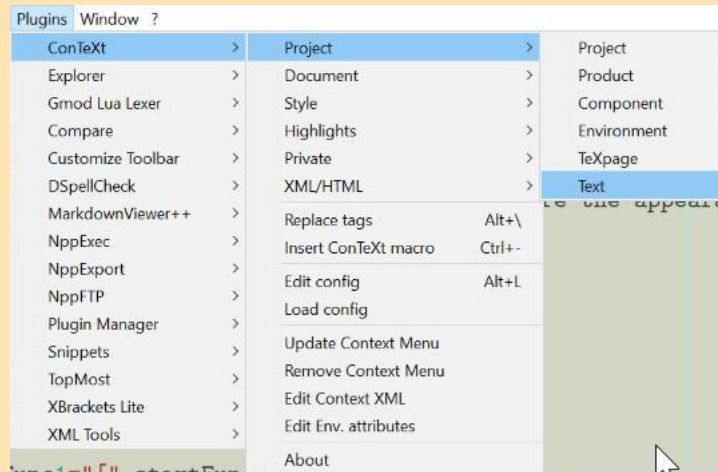 Plugins Window ?
ConTeXt >
Explorer >
Gmod Lua Lexer >
Compare >
Customize Toolbar >
DSpellCheck >
MarkdownViewer++ >
NppExec >
NppExport >
NppFTP >
Plugin Manager >
Snippets >
TopMost >
XBrackets Lite >
XML Tools >
Project >
Document >
Style >
Highlights >
Private >
XML/HTML >
Replace tags Alt+\
Insert ConTeXt macro Ctrl+-
Edit config Alt+L
Load config
Update Context Menu
Remove Context Menu
Edit Context XML
Edit Env. attributes
About
Project
Product
Component
Environment
TeXpage
Text
the